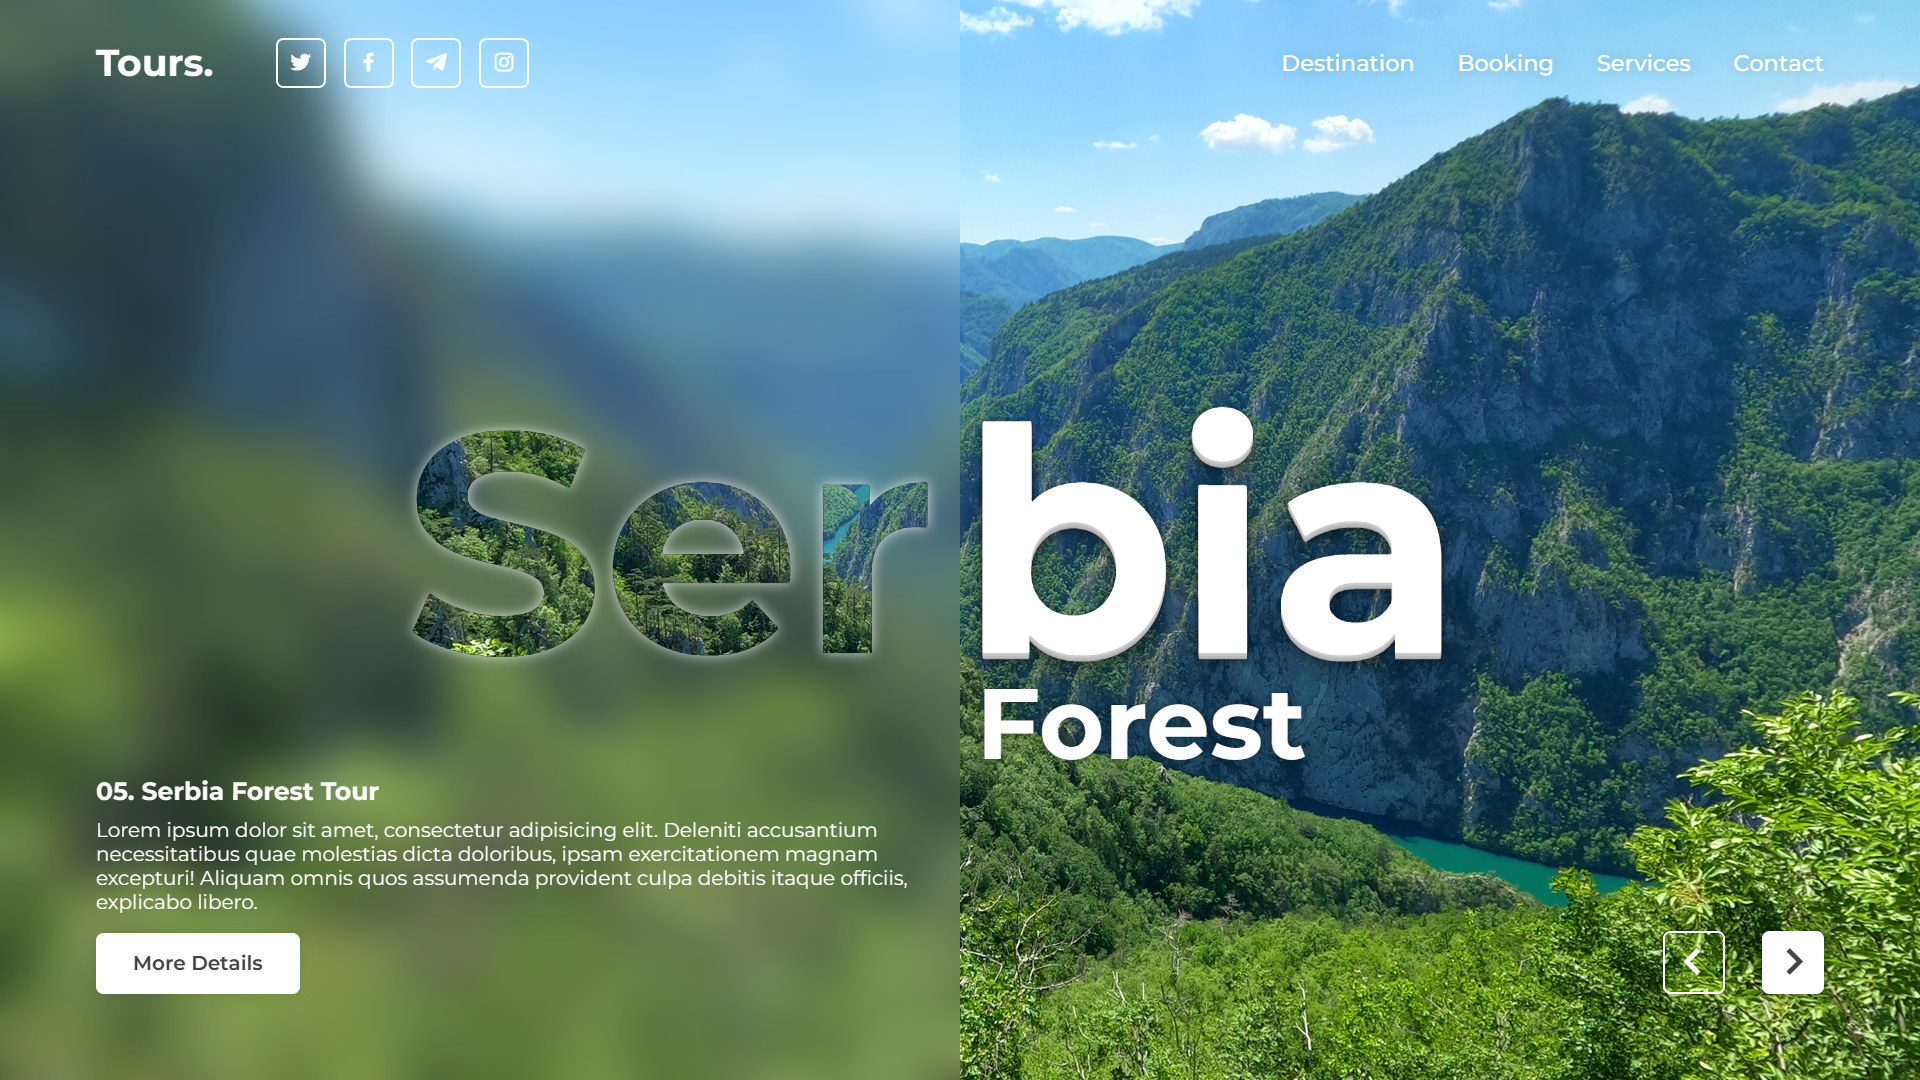 Tours.
Destination Booking Services Contact
Serbia
Forest
05. Serbia Forest Tour
Lorem ipsum dolor sit amet, consectetur adipisicing elit. Deleniti accusantium
necessitatibus quae molestias dicta doloribus, ipsam exercitationem magnam
excepturi! Aliquam omnis quos assumenda provident culpa debitis itaque officiis,
explicabo libero.
More Details